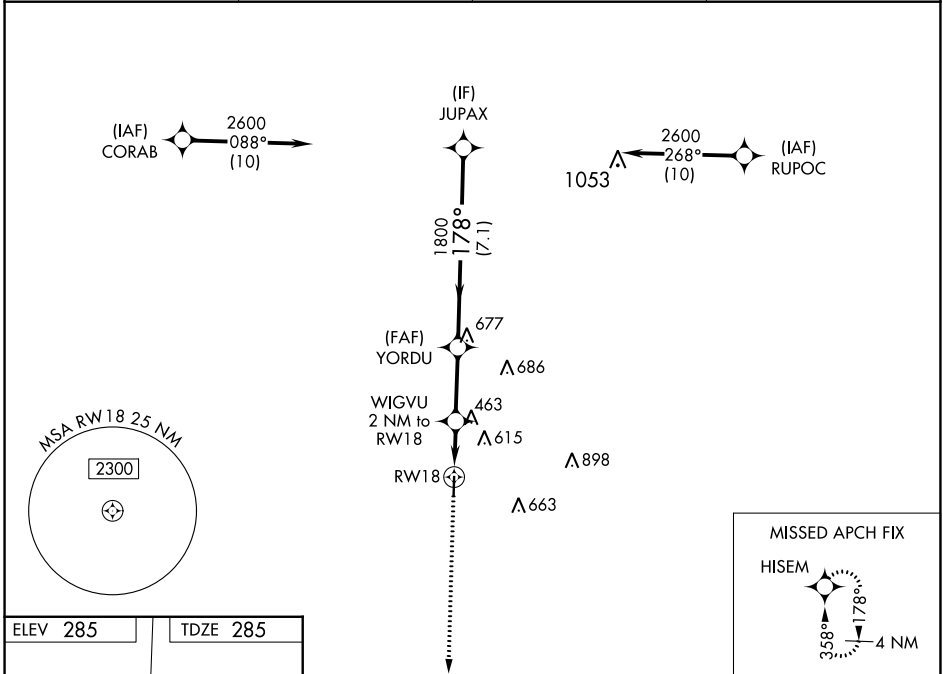 (IF)
JUPAX
(IAF)
CORAB
2600
088°
(10)
2600
268°
(10)
(IAF)
RUPOC
1053
1800
178°
(7.1)
(FAF)
YORDU
677
686
WIGVU
2 NM to
RW18
463
615
898
RW18
663
MSA RW18 25 NM
2300
MISSED APCH FIX
HISEM
178°
358°
4 NM
ELEV 285
TDZE 285